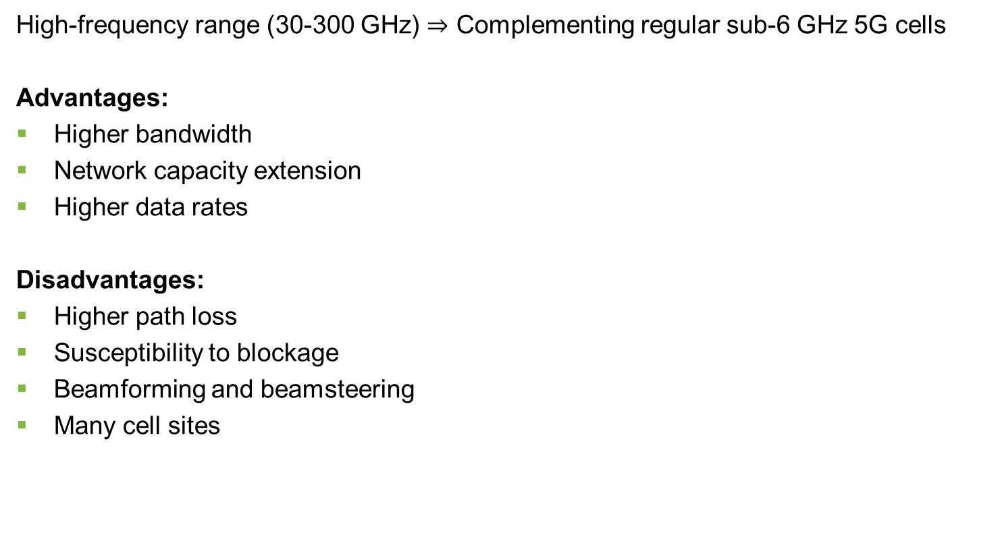 High-frequency range (30-300 GHz) ⇒ Complementing regular sub-6 GHz 5G cells
Advantages:
▪ Higher bandwidth
▪ Network capacity extension
▪ Higher data rates
Disadvantages:
▪ Higher path loss
▪ Susceptibility to blockage
▪ Beamforming and beamsteering
▪ Many cell sites